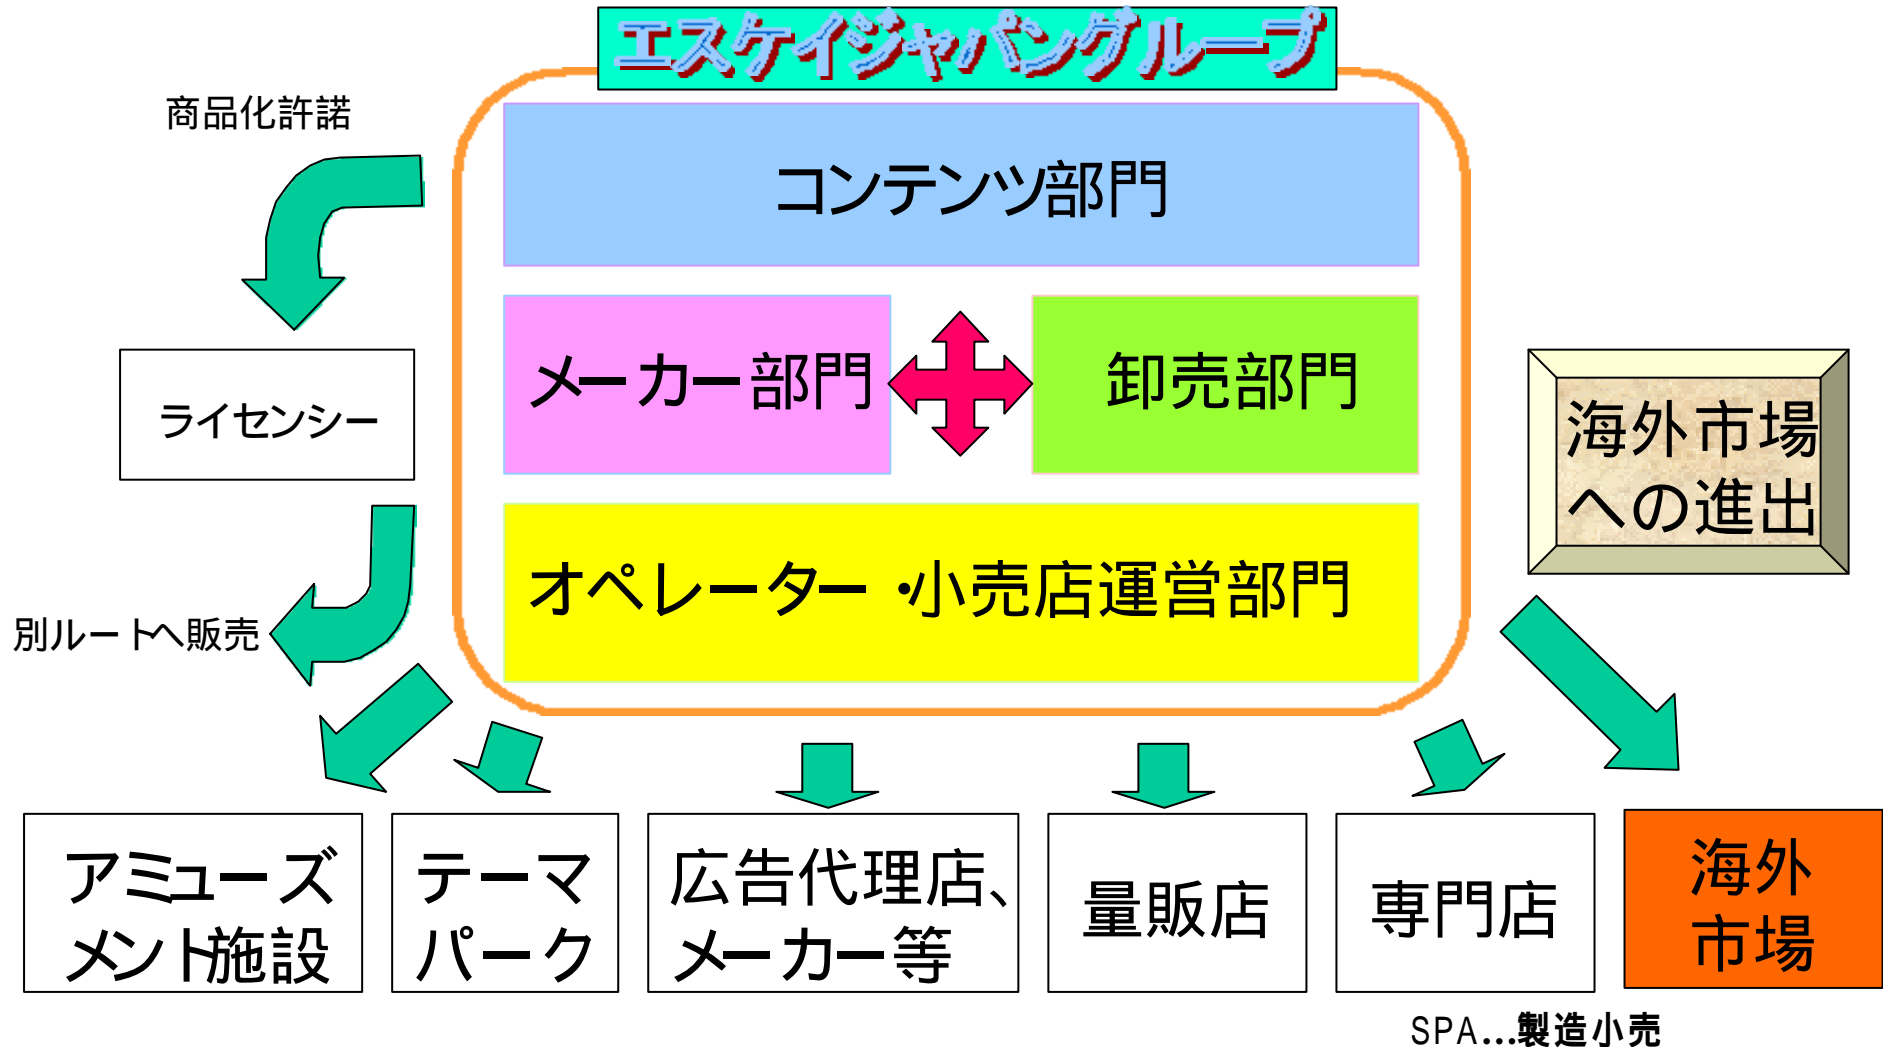 エスケイジャパングループ
商品化許諾
コンテンツ部門
メーカー部門
卸売部門
ライセンシー
海外市場
への進出
オペレーター・小売店運営部門
別ルートへ販売
アミューズ
メント施設
テーマ
パーク
広告代理店、
メーカー等
量販店
専門店
海外
市場
SPA...製造小売